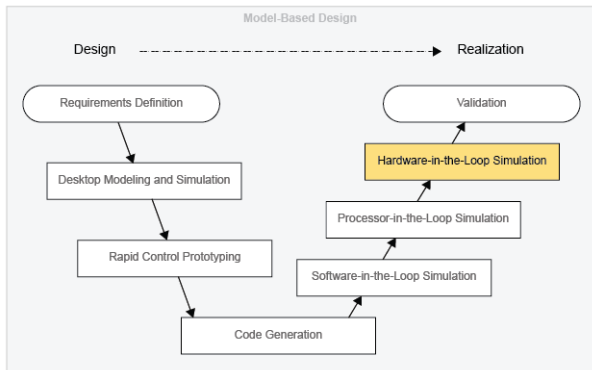 Model-Based Design
Design
Realization
Requirements Definition
Validation
Hardware-in-the-Loop Simulation
Desktop Modeling and Simulation
Processor-in-the-Loop Simulation
Rapid Control Prototyping
Software-in-the-Loop Simulation
Code Generation